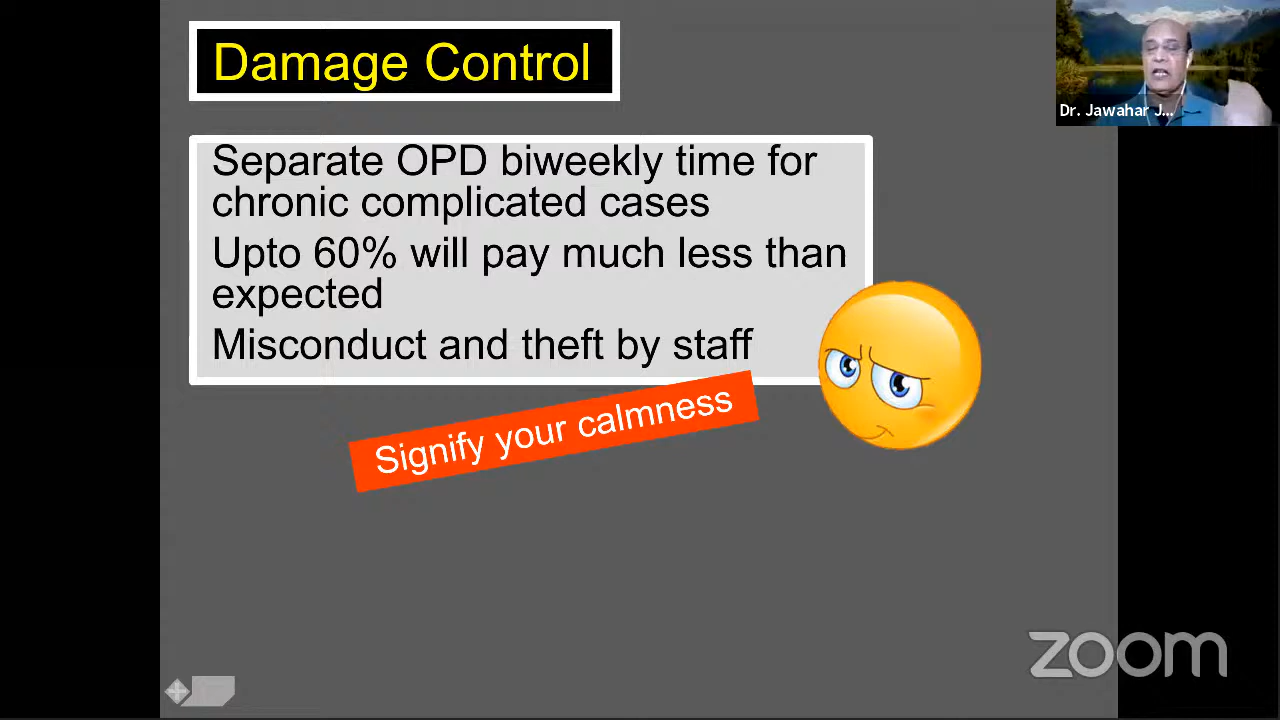 Damage Control
Dr. Jawahar J...
Separate OPD biweekly time for
chronic complicated cases
Upto 60% will pay much less than
expected
Misconduct and theft by staff
Signify your calmness
zoom